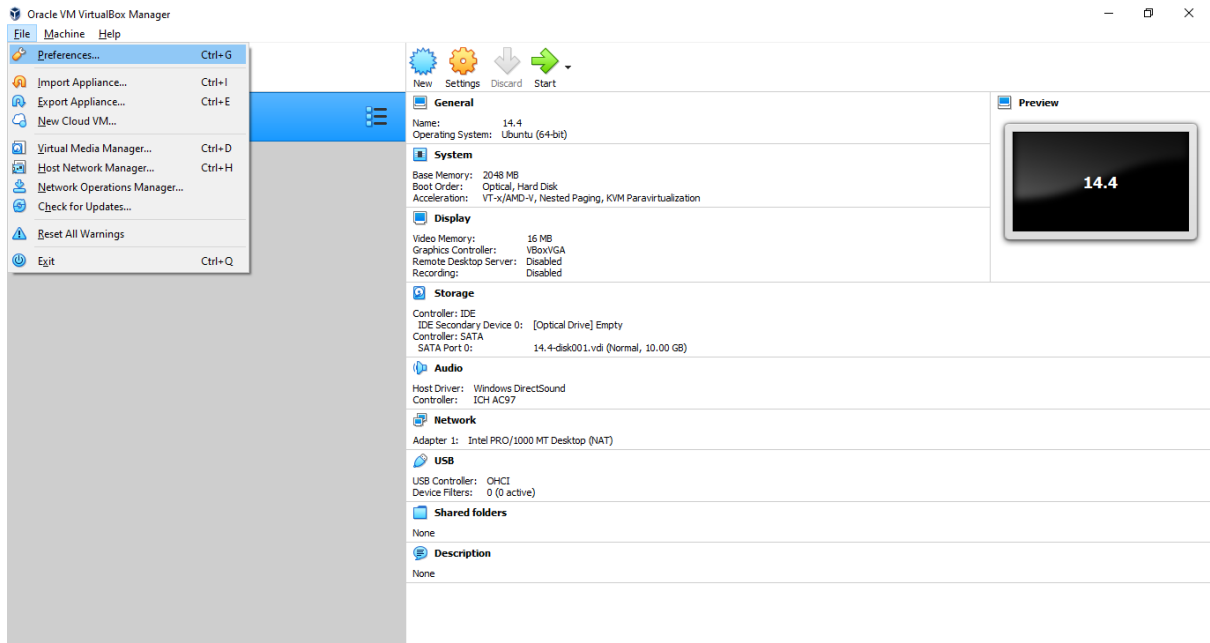 Oracle VM VirtualBox Manager
File Machine Help
Preferences... Ctrl+G
Import Appliance... Ctrl+I
Export Appliance... Ctrl+E
New Cloud VM...
Virtual Media Manager... Ctrl+D
Host Network Manager... Ctrl+H
Network Operations Manager...
Check for Updates...
Reset All Warnings
Exit Ctrl+Q
New Settings Discard Start
General
Name: 14.4
Operating System: Ubuntu (64-bit)
System
Base Memory: 2048 MB
Boot Order: Optical, Hard Disk
Acceleration: VT-x/AMD-V, Nested Paging, KVM Paravirtualization
Display
Video Memory: 16 MB
Graphics Controller: VBoxVGA
Remote Desktop Server: Disabled
Recording: Disabled
Storage
Controller: IDE
IDE Secondary Device 0: [Optical Drive] Empty
Controller: SATA
SATA Port 0: 14.4-disk001.vdi (Normal, 10.00 GB)
Audio
Host Driver: Windows DirectSound
Controller: ICH AC97
Network
Adapter 1: Intel PRO/1000 MT Desktop (NAT)
USB
USB Controller: OHCI
Device Filters: 0 (0 active)
Shared folders
None
Description
None
Preview
14.4